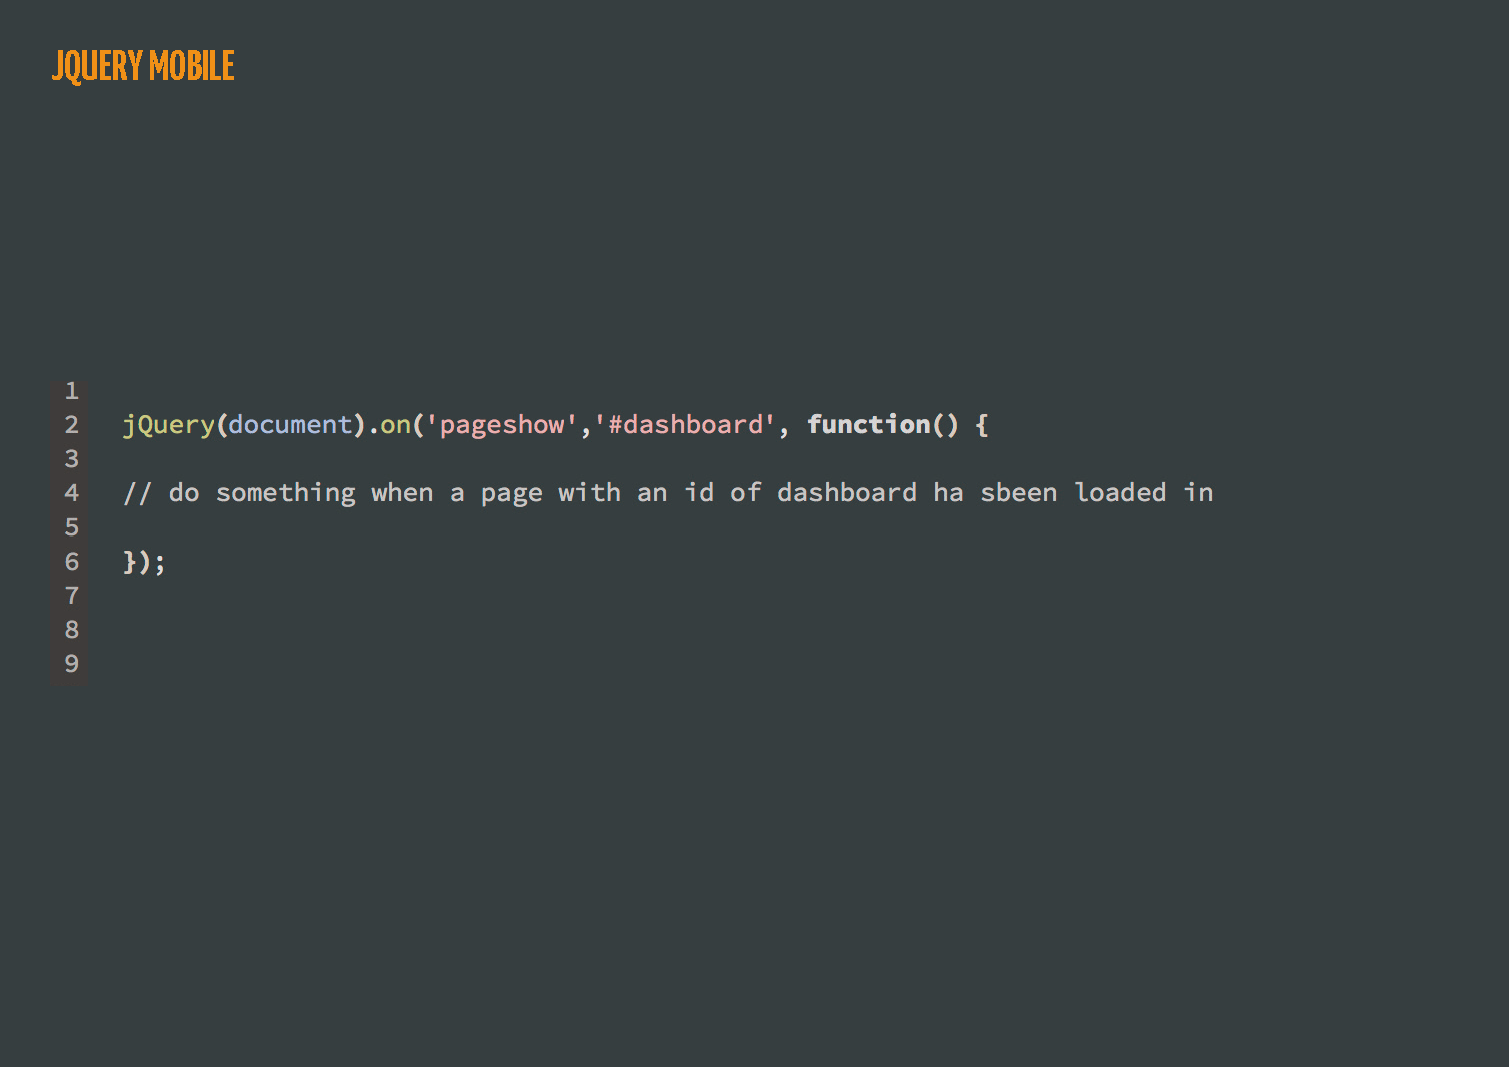 JQUERY MOBILE
1
2 jQuery(document).on('pageshow','#dashboard', function() {
3
4 // do something when a page with an id of dashboard ha sbeen loaded in
5
6 });
7
8
9